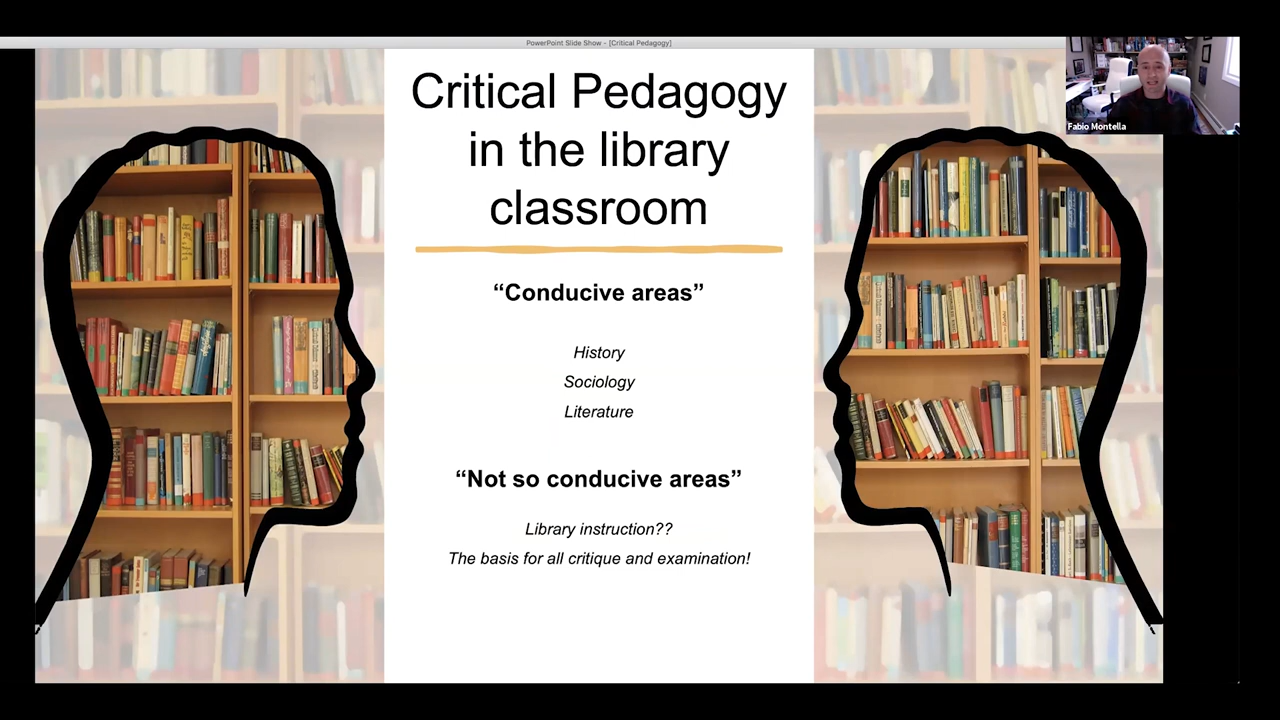 PowerPoint Slide Show - [Critical Pedagogy]
Fabio Montella
Critical Pedagogy
in the library
classroom
“Conducive areas”
History
Sociology
Literature
“Not so conducive areas”
Library instruction??
The basis for all critique and examination!